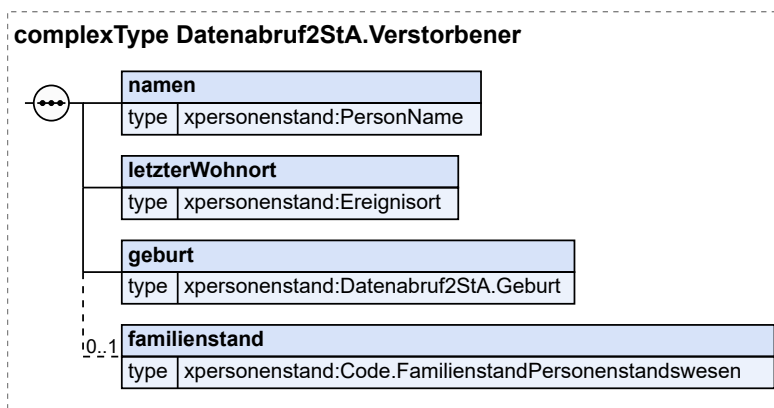 complexType Datenabruf2StA.Verstorbener
namen
type xpersonenstand:PersonName
letzterWohnort
type xpersonenstand:Ereignisort
geburt
type xpersonenstand:Datenabruf2StA.Geburt
0..1
familienstand
type xpersonenstand:Code.FamilienstandPersonenstandswesen